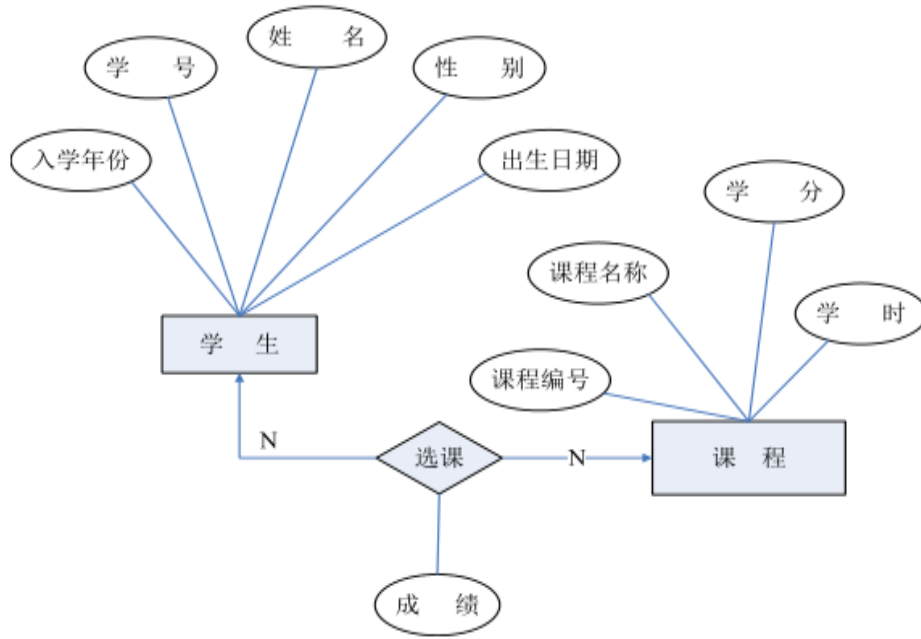 姓 名
学 号
性 别
入学年份
出生日期
学 分
课程名称
学 时
学 生
课程编号
N
选课
N
课 程
成 绩